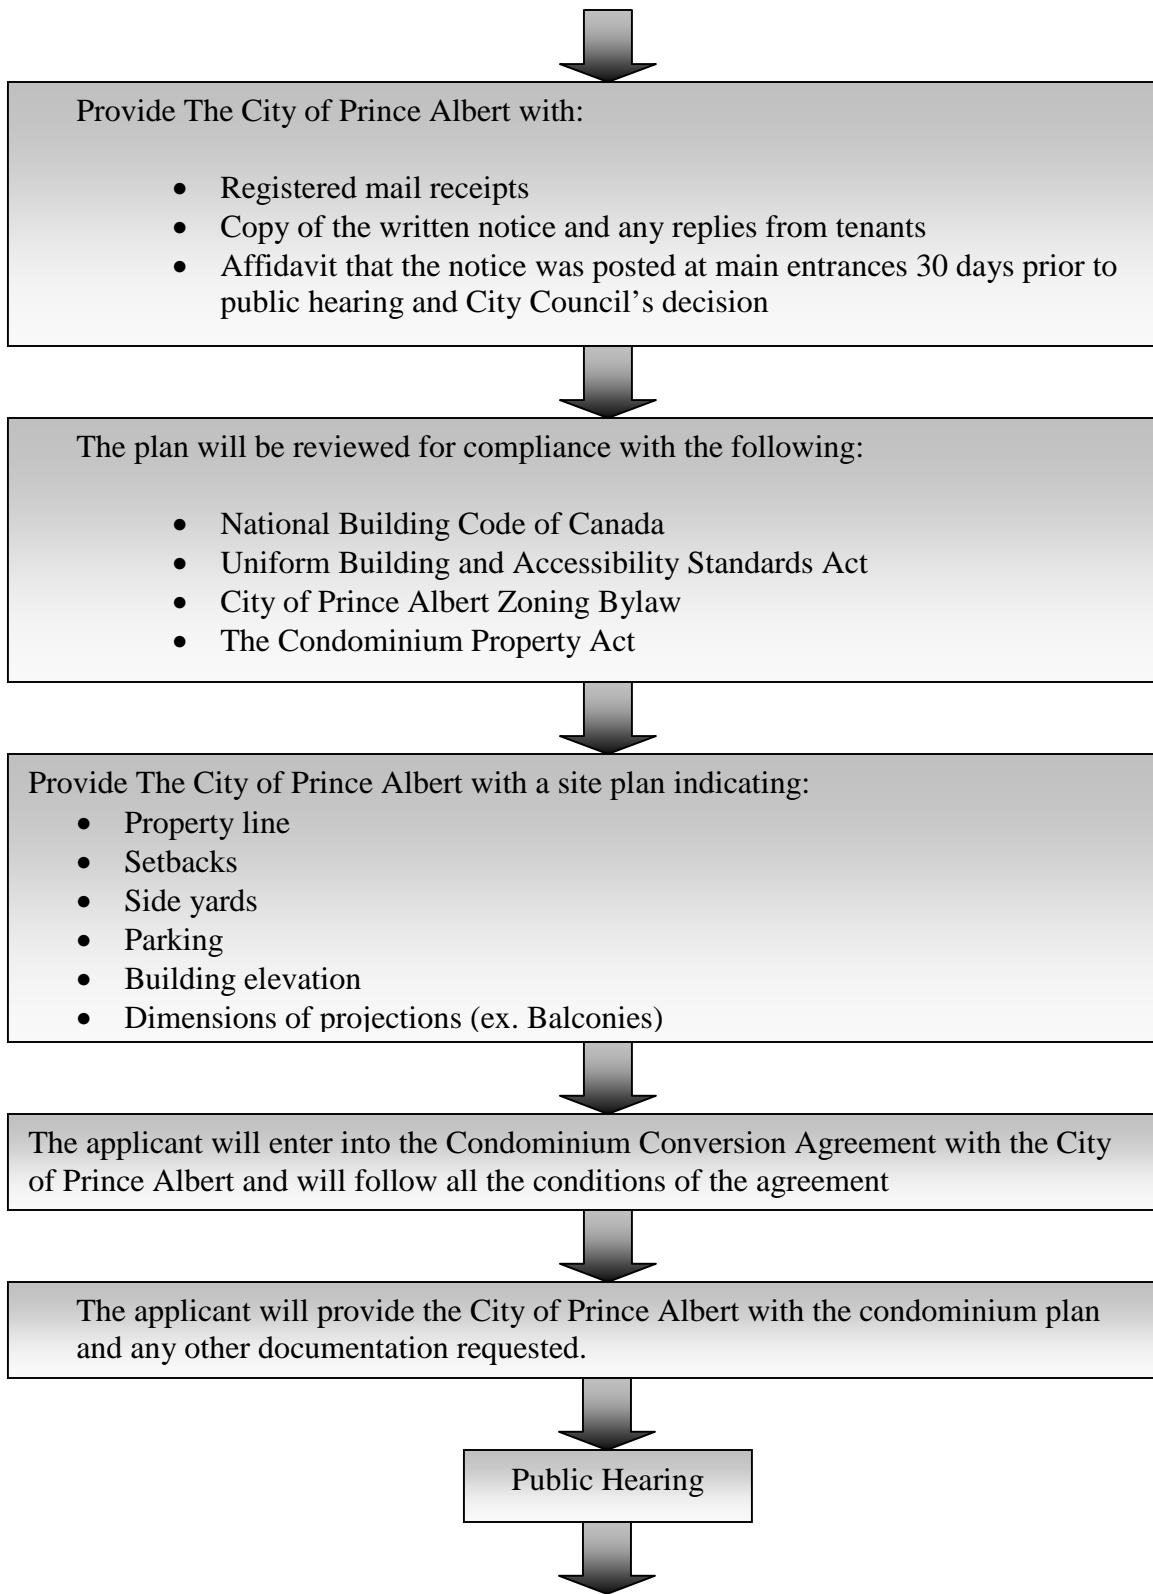 Provide The City of Prince Albert with:
• Registered mail receipts
• Copy of the written notice and any replies from tenants
• Affidavit that the notice was posted at main entrances 30 days prior to
public hearing and City Council’s decision
The plan will be reviewed for compliance with the following:
• National Building Code of Canada
• Uniform Building and Accessibility Standards Act
• City of Prince Albert Zoning Bylaw
• The Condominium Property Act
Provide The City of Prince Albert with a site plan indicating:
• Property line
• Setbacks
• Side yards
• Parking
• Building elevation
• Dimensions of projections (ex. Balconies)
The applicant will enter into the Condominium Conversion Agreement with the City
of Prince Albert and will follow all the conditions of the agreement
The applicant will provide the City of Prince Albert with the condominium plan
and any other documentation requested.
Public Hearing